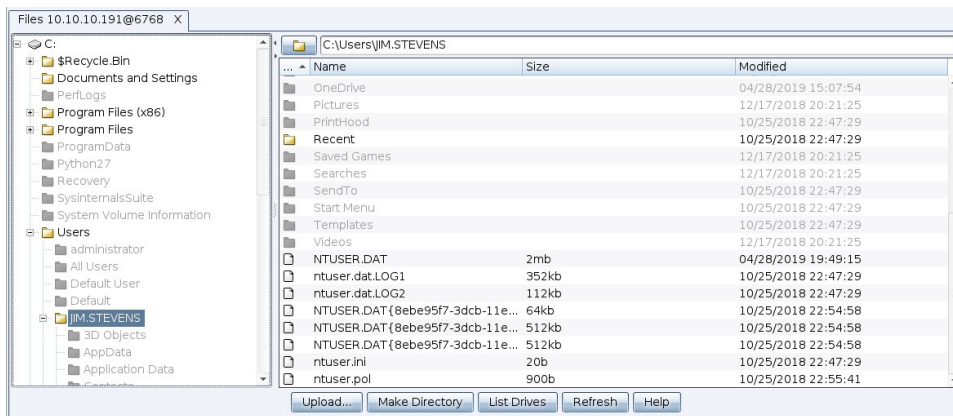 Files 10.10.10.191@6768 X
C:
$Recycle.Bin
Documents and Settings
PerfLogs
Program Files (x86)
Program Files
ProgramData
Python27
Recovery
SysinternalsSuite
System Volume Information
Users
administrator
All Users
Default User
Default
JIM.STEVENS
3D Objects
AppData
Application Data
Contacts
C:\Users\JIM.STEVENS
... Name Size Modified
OneDrive 04/28/2019 15:07:54
Pictures 12/17/2018 20:21:25
PrintHood 10/25/2018 22:47:29
Recent 10/25/2018 22:47:29
Saved Games 12/17/2018 20:21:25
Searches 12/17/2018 20:21:25
SendTo 10/25/2018 22:47:29
Start Menu 10/25/2018 22:47:29
Templates 10/25/2018 22:47:29
Videos 12/17/2018 20:21:25
NTUSER.DAT 2mb 04/28/2019 19:49:15
ntuser.dat.LOG1 352kb 10/25/2018 22:47:29
ntuser.dat.LOG2 112kb 10/25/2018 22:47:29
NTUSER.DAT{8ebe95f7-3dcb-11e... 64kb 10/25/2018 22:54:58
NTUSER.DAT{8ebe95f7-3dcb-11e... 512kb 10/25/2018 22:54:58
NTUSER.DAT{8ebe95f7-3dcb-11e... 512kb 10/25/2018 22:54:58
ntuser.ini 20b 10/25/2018 22:47:29
ntuser.pol 900b 10/25/2018 22:55:41
Upload... Make Directory List Drives Refresh Help